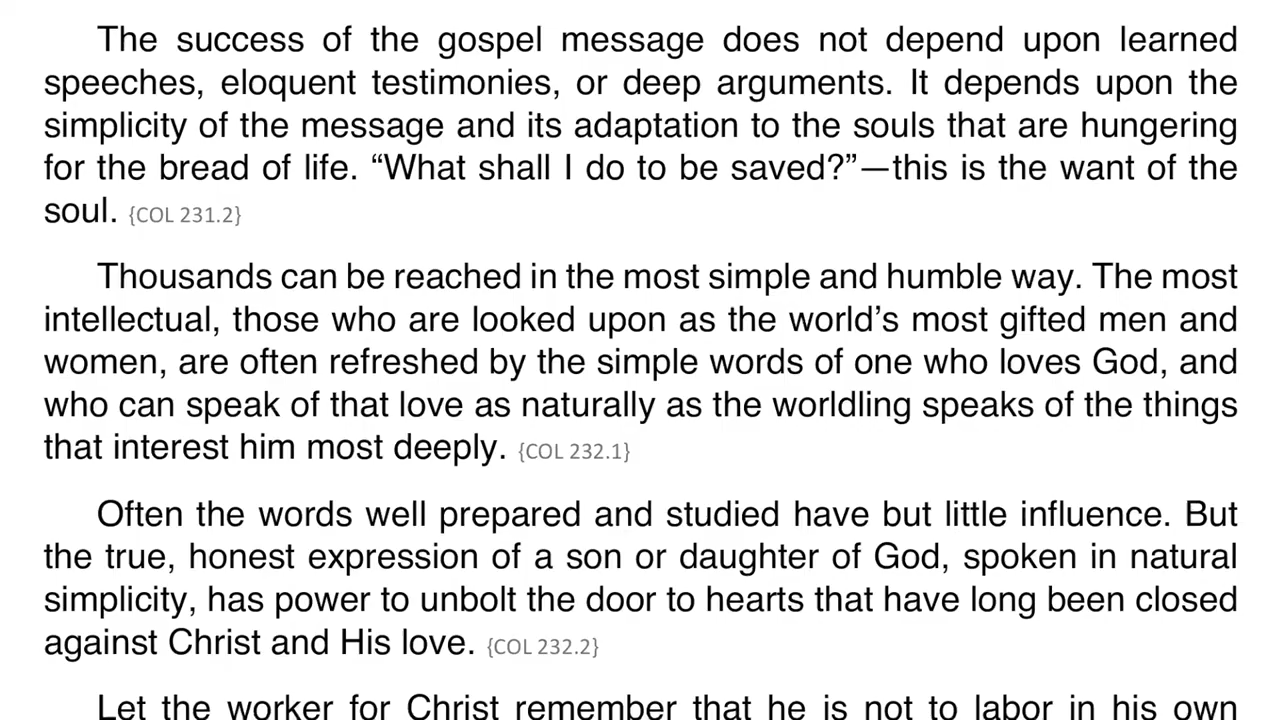 The success of the gospel message does not depend upon learned
speeches, eloquent testimonies, or deep arguments. It depends upon the
simplicity of the message and its adaptation to the souls that are hungering
for the bread of life. “What shall I do to be saved?”—this is the want of the
soul. {COL 231.2}
Thousands can be reached in the most simple and humble way. The most
intellectual, those who are looked upon as the world’s most gifted men and
women, are often refreshed by the simple words of one who loves God, and
who can speak of that love as naturally as the worldling speaks of the things
that interest him most deeply. {COL 232.1}
Often the words well prepared and studied have but little influence. But
the true, honest expression of a son or daughter of God, spoken in natural
simplicity, has power to unbolt the door to hearts that have long been closed
against Christ and His love. {COL 232.2}
Let the worker for Christ remember that he is not to labor in his own